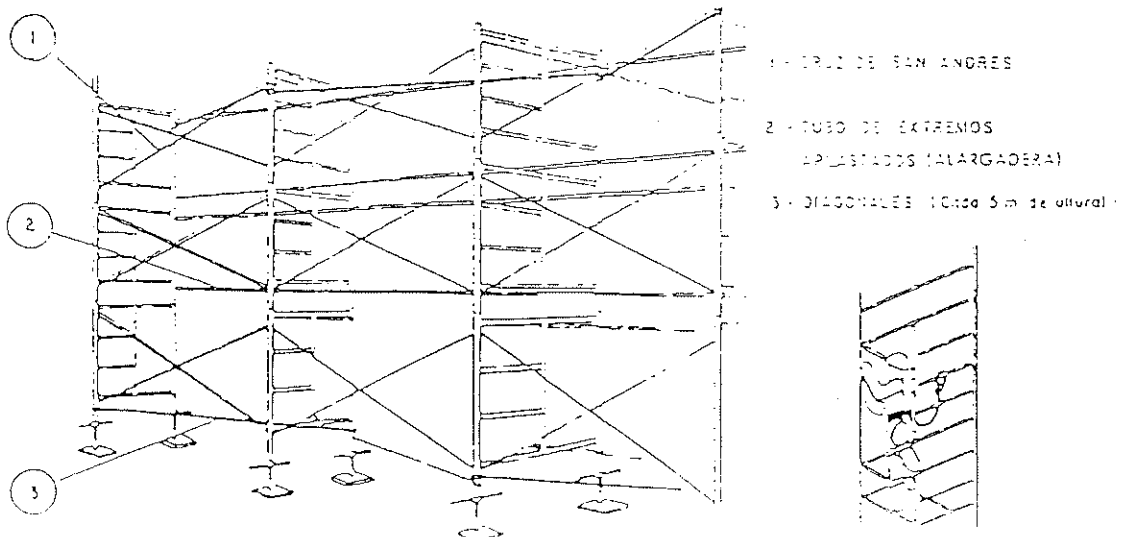 1
2
3
1 - CRUZ DE SAN ANDRES
2 - TUBO DE EXTREMOS
APLASTADOS (ALARGADERA)
3 - DIAGONALES (Cada 5 m de altura)